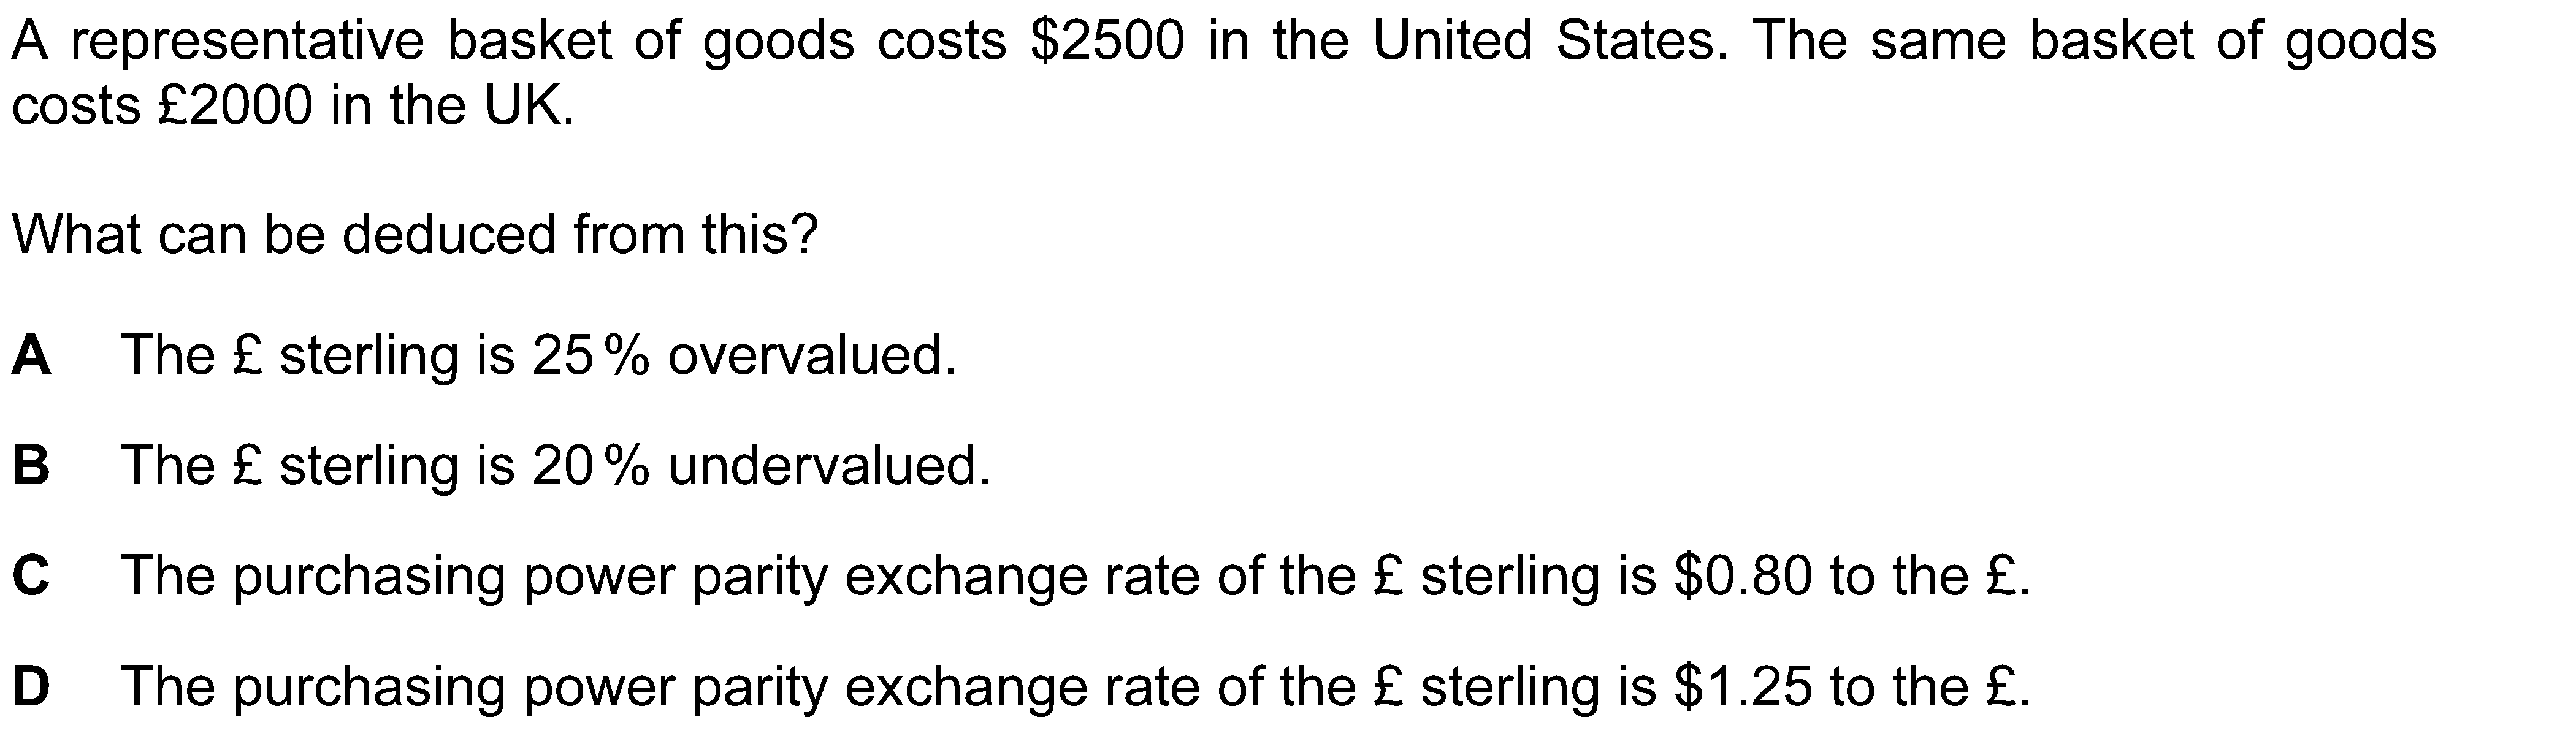 A representative basket of goods costs $2500 in the United States. The same basket of goods
costs £2000 in the UK.
What can be deduced from this?
A The £ sterling is 25% overvalued.
B The £ sterling is 20% undervalued.
C The purchasing power parity exchange rate of the £ sterling is $0.80 to the £.
D The purchasing power parity exchange rate of the £ sterling is $1.25 to the £.